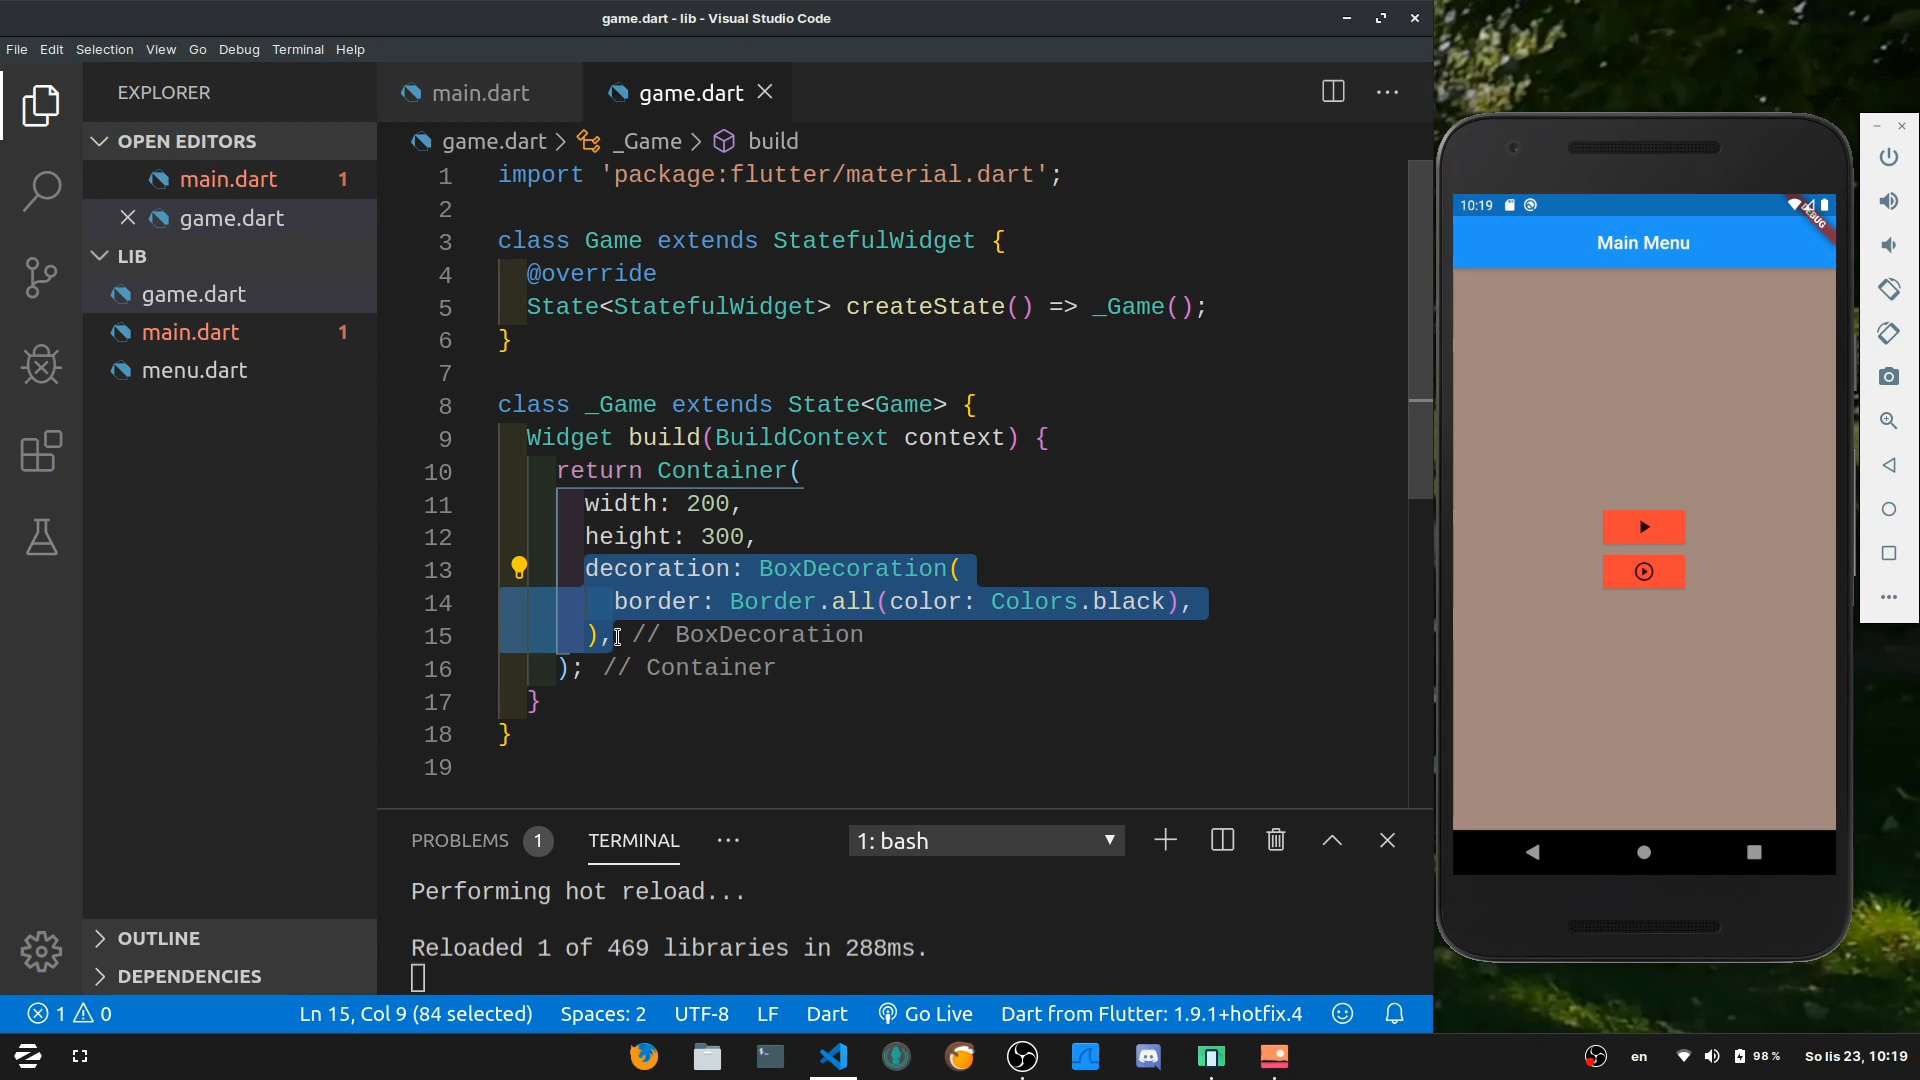 game.dart - lib - Visual Studio Code
File Edit Selection View Go Debug Terminal Help
EXPLORER
OPEN EDITORS
main.dart 1
game.dart
LIB
game.dart
main.dart 1
menu.dart
OUTLINE
DEPENDENCIES
main.dart
game.dart
game.dart > _Game > build
1 import 'package:flutter/material.dart';
2
3 class Game extends StatefulWidget {
4 @override
5 State<StatefulWidget> createState() => _Game();
6 }
7
8 class _Game extends State<Game> {
9 Widget build(BuildContext context) {
10 return Container(
11 width: 200,
12 height: 300,
13 decoration: BoxDecoration(
14 border: Border.all(color: Colors.black),
15 ), // BoxDecoration
16 ); // Container
17 }
18 }
19
PROBLEMS 1 TERMINAL ... 1: bash
Performing hot reload...
Reloaded 1 of 469 libraries in 288ms.
1 0 Ln 15, Col 9 (84 selected) Spaces: 2 UTF-8 LF Dart Go Live Dart from Flutter: 1.9.1+hotfix.4
10:19
DEBUG
Main Menu
en 98% So lis 23, 10:19